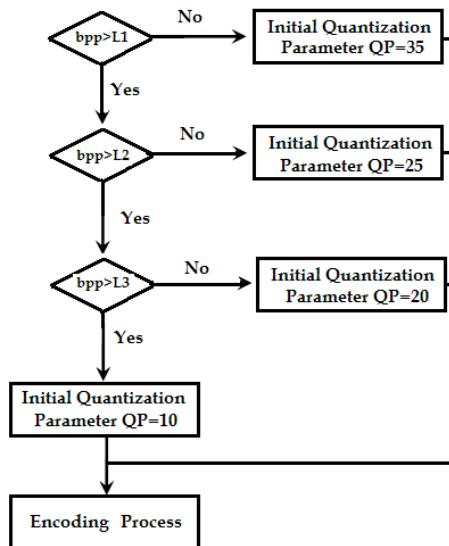 bpp>L1
No
Initial Quantization
Parameter QP=35
Yes
bpp>L2
No
Initial Quantization
Parameter QP=25
Yes
bpp>L3
No
Initial Quantization
Parameter QP=20
Yes
Initial Quantization
Parameter QP=10
Encoding Process